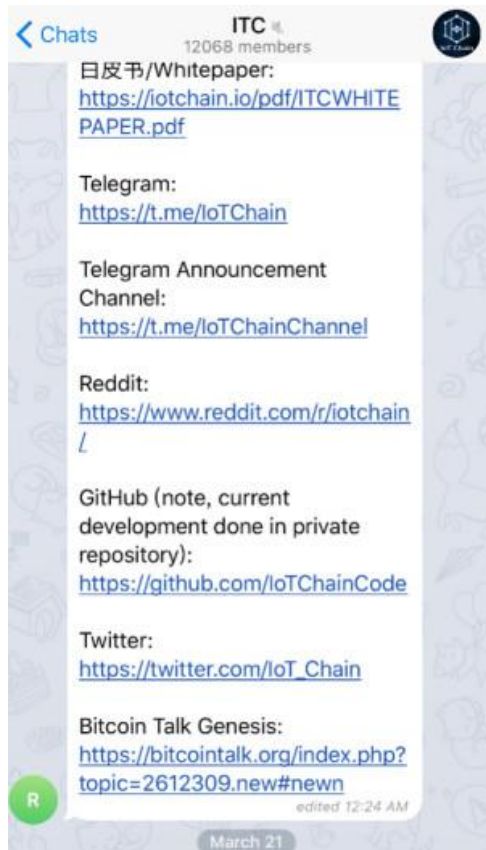 Chats
ITC
12068 members
白皮书/Whitepaper:
https://iotchain.io/pdf/ITCWHITE
PAPER.pdf
Telegram:
https://t.me/IoTChain
Telegram Announcement
Channel:
https://t.me/IoTChainChannel
Reddit:
https://www.reddit.com/r/iotchain
/
GitHub (note, current
development done in private
repository):
https://github.com/IoTChainCode
Twitter:
https://twitter.com/IoT_Chain
Bitcoin Talk Genesis:
https://bitcointalk.org/index.php?
topic=2612309.new#newn
edited 12:24 AM
R
March 21